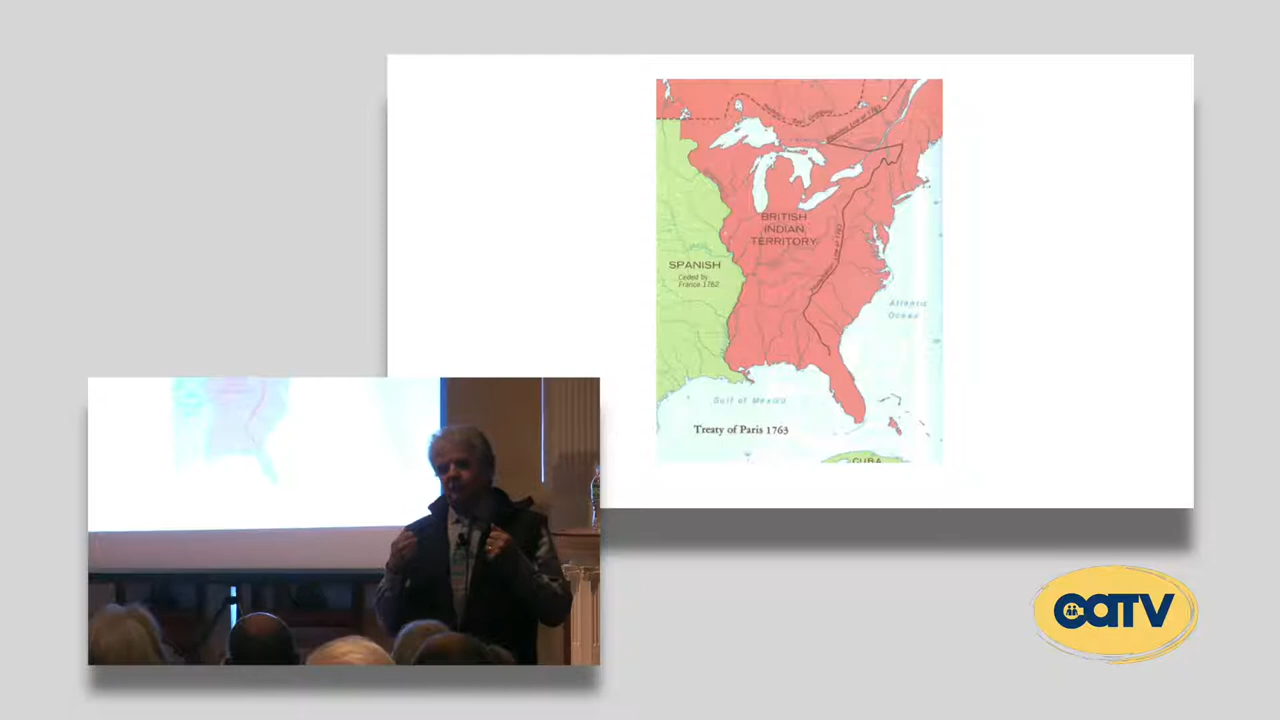 BRITISH
INDIAN
TERRITORY
SPANISH
Ceded by
France 1762
Atlantic
Ocean
Gulf of Mexico
Treaty of Paris 1763
CUBA
CATV